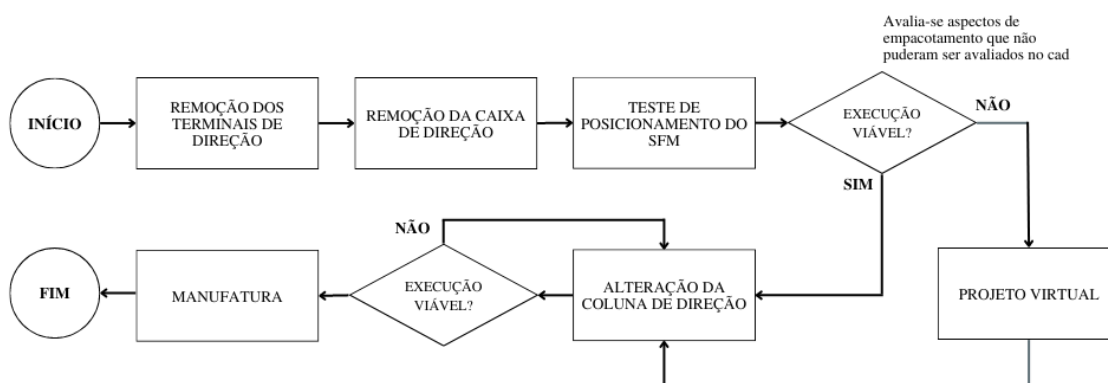 Avalia-se aspectos de
empacotamento que não
puderam ser avaliados no cad
INÍCIO
REMOÇÃO DOS
TERMINAIS DE
DIREÇÃO
REMOÇÃO DA CAIXA
DE DIREÇÃO
TESTE DE
POSICIONAMENTO DO
SFM
EXECUÇÃO
VIÁVEL?
NÃO
SIM
NÃO
FIM
MANUFATURA
EXECUÇÃO
VIÁVEL?
ALTERAÇÃO DA
COLUNA DE DIREÇÃO
PROJETO VIRTUAL